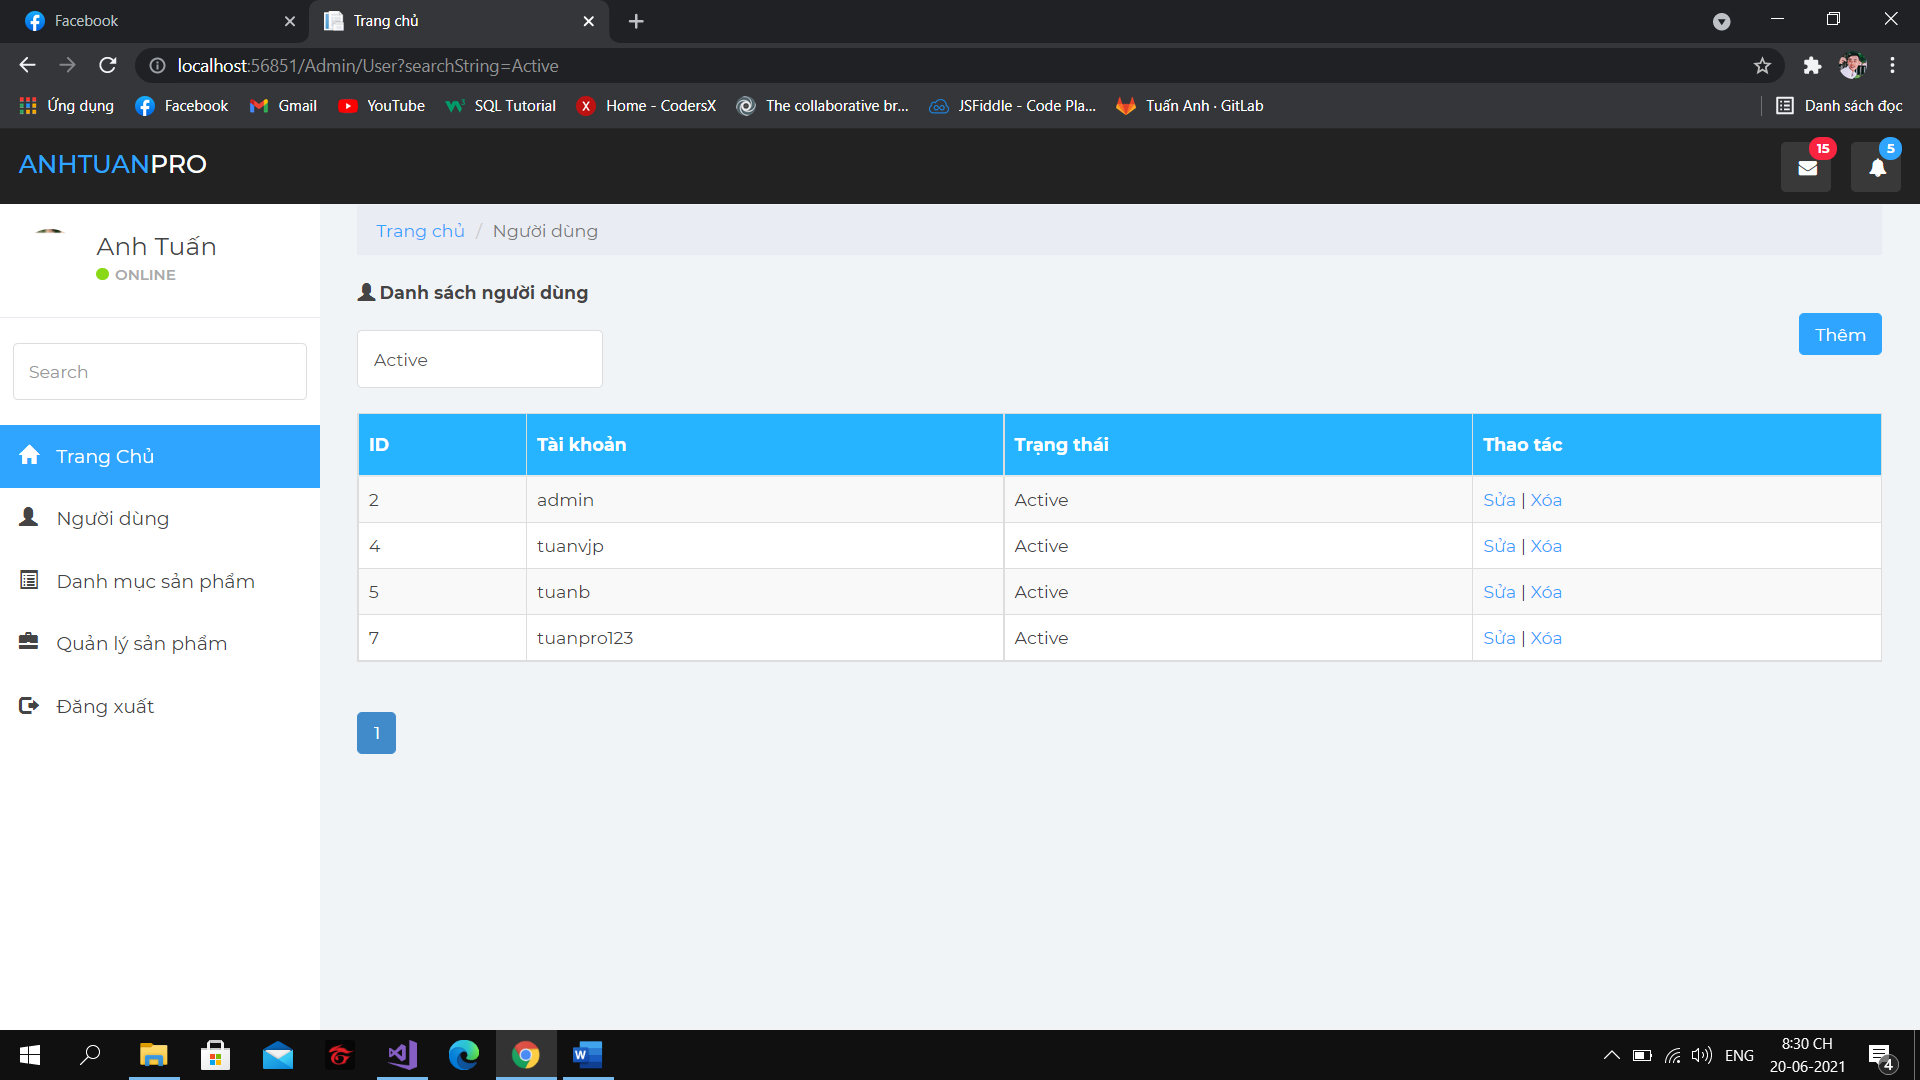 Facebook
Trang chủ
localhost:56851/Admin/User?searchString=Active
Ứng dụng Facebook Gmail YouTube SQL Tutorial Home - CodersX The collaborative br... JSFiddle - Code Pla... Tuấn Anh · GitLab Danh sách đọc
ANHTUANPRO
15
5
Anh Tuấn
ONLINE
Search
Trang Chủ
Người dùng
Danh mục sản phẩm
Quản lý sản phẩm
Đăng xuất
Trang chủ / Người dùng
Danh sách người dùng
Active
Thêm
ID Tài khoản Trạng thái Thao tác
2 admin Active Sửa | Xóa
4 tuanvjp Active Sửa | Xóa
5 tuanb Active Sửa | Xóa
7 tuanpro123 Active Sửa | Xóa
1
ENG
8:30 CH
20-06-2021
4